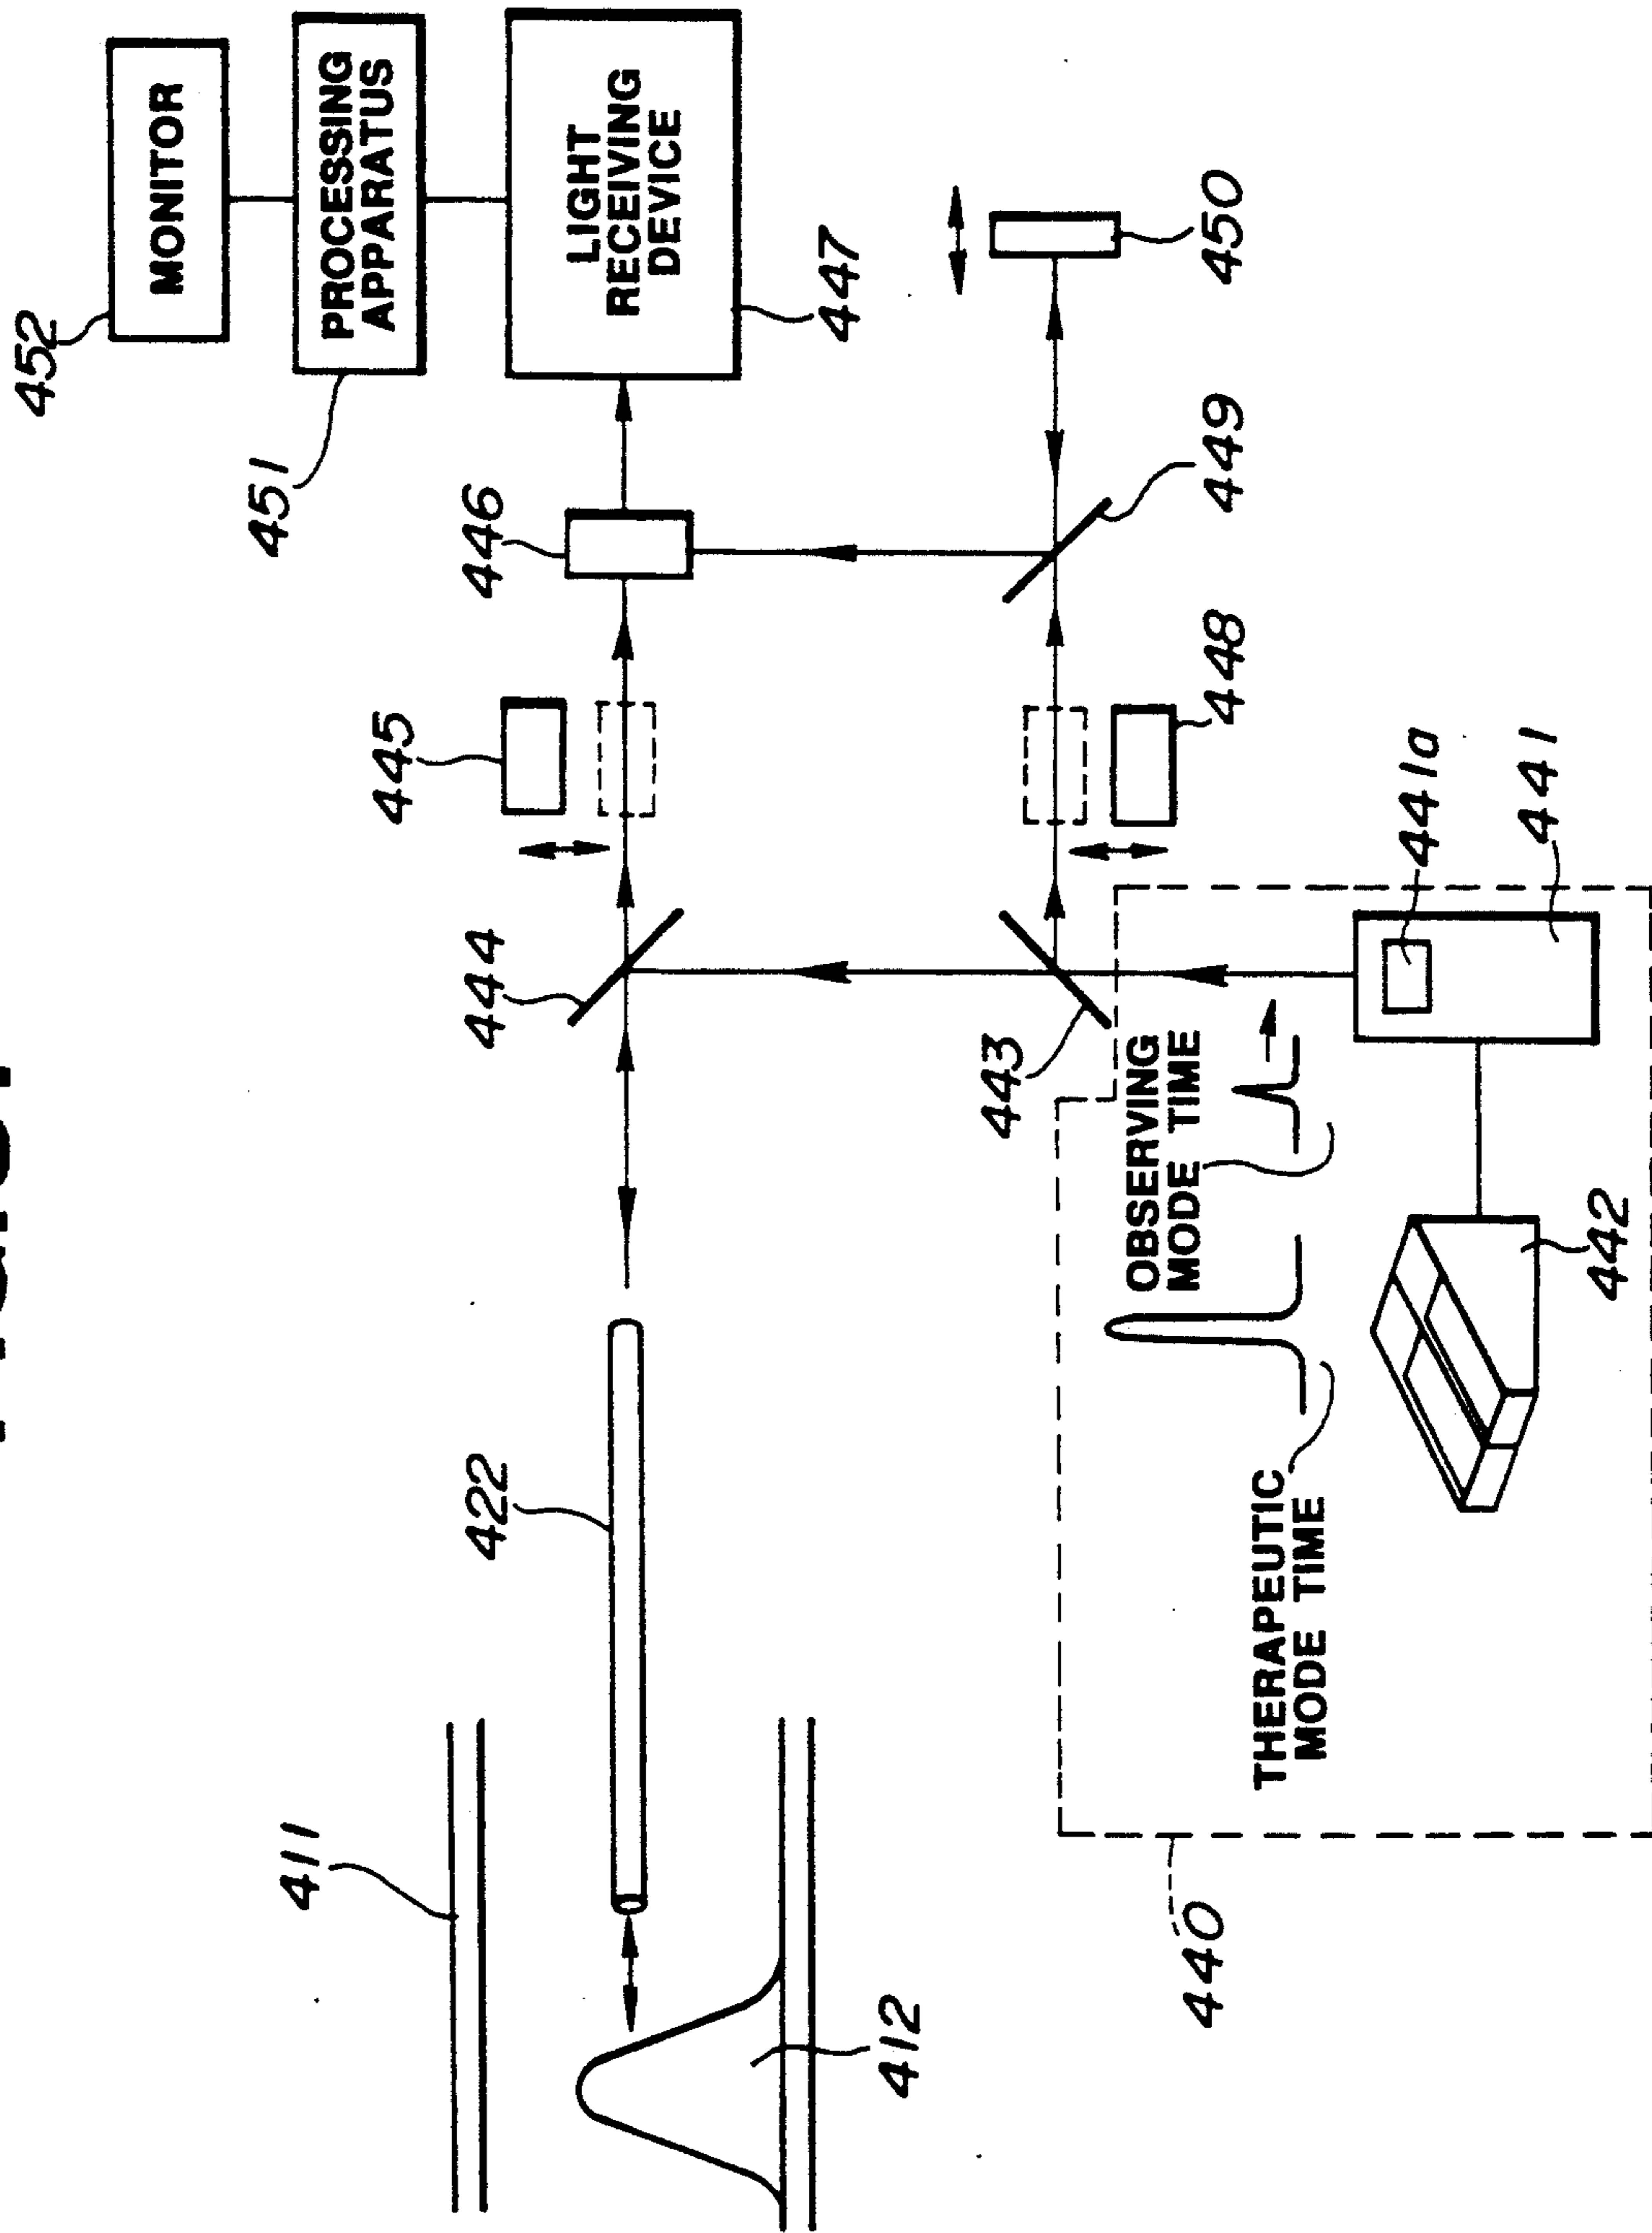 452
MONITOR
451
411
PROCESSING
APPARATUS
445
422
444
446
LIGHT
RECEIVING
DEVICE
447
412
443
OBSERVING
MODE TIME
440
448
449
450
THERAPEUTIC
MODE TIME
441a
441
442